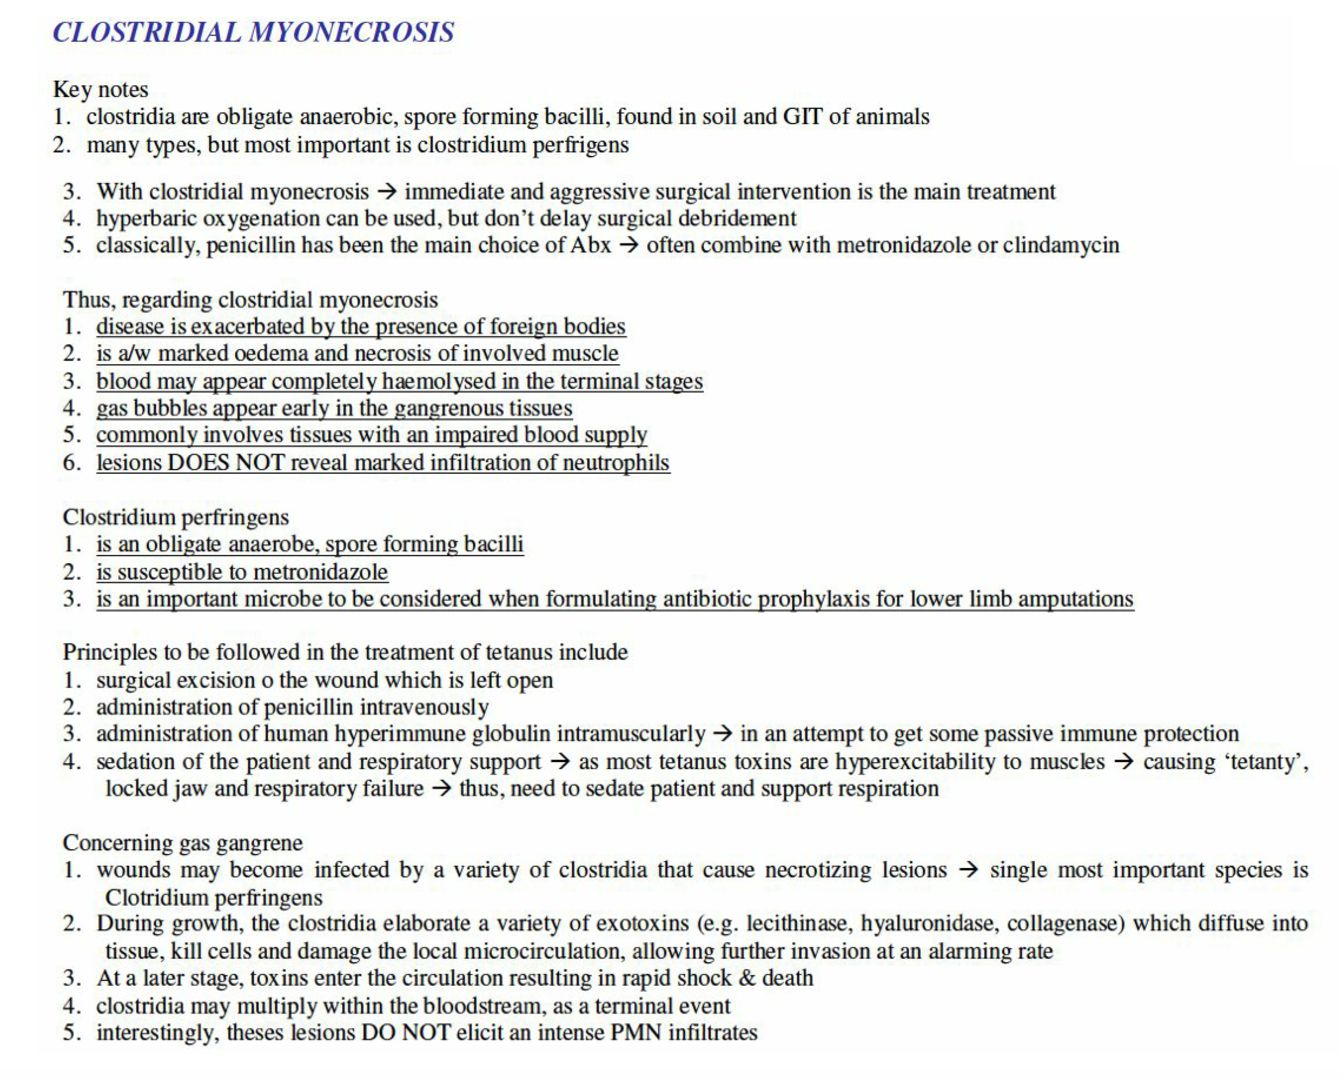 CLOSTRIDIAL MYONECROSIS
Key notes
1. clostridia are obligate anaerobic, spore forming bacilli, found in soil and GIT of animals
2. many types, but most important is clostridium perfrigens
3. With clostridial myonecrosis → immediate and aggressive surgical intervention is the main treatment
4. hyperbaric oxygenation can be used, but don’t delay surgical debridement
5. classically, penicillin has been the main choice of Abx → often combine with metronidazole or clindamycin
Thus, regarding clostridial myonecrosis
1. disease is exacerbated by the presence of foreign bodies
2. is a/w marked oedema and necrosis of involved muscle
3. blood may appear completely haemolysed in the terminal stages
4. gas bubbles appear early in the gangrenous tissues
5. commonly involves tissues with an impaired blood supply
6. lesions DOES NOT reveal marked infiltration of neutrophils
Clostridium perfringens
1. is an obligate anaerobe, spore forming bacilli
2. is susceptible to metronidazole
3. is an important microbe to be considered when formulating antibiotic prophylaxis for lower limb amputations
Principles to be followed in the treatment of tetanus include
1. surgical excision o the wound which is left open
2. administration of penicillin intravenously
3. administration of human hyperimmune globulin intramuscularly → in an attempt to get some passive immune protection
4. sedation of the patient and respiratory support → as most tetanus toxins are hyperexcitability to muscles → causing ‘tetanty’,
locked jaw and respiratory failure → thus, need to sedate patient and support respiration
Concerning gas gangrene
1. wounds may become infected by a variety of clostridia that cause necrotizing lesions → single most important species is
Clotridium perfringens
2. During growth, the clostridia elaborate a variety of exotoxins (e.g. lecithinase, hyaluronidase, collagenase) which diffuse into
tissue, kill cells and damage the local microcirculation, allowing further invasion at an alarming rate
3. At a later stage, toxins enter the circulation resulting in rapid shock & death
4. clostridia may multiply within the bloodstream, as a terminal event
5. interestingly, theses lesions DO NOT elicit an intense PMN infiltrates